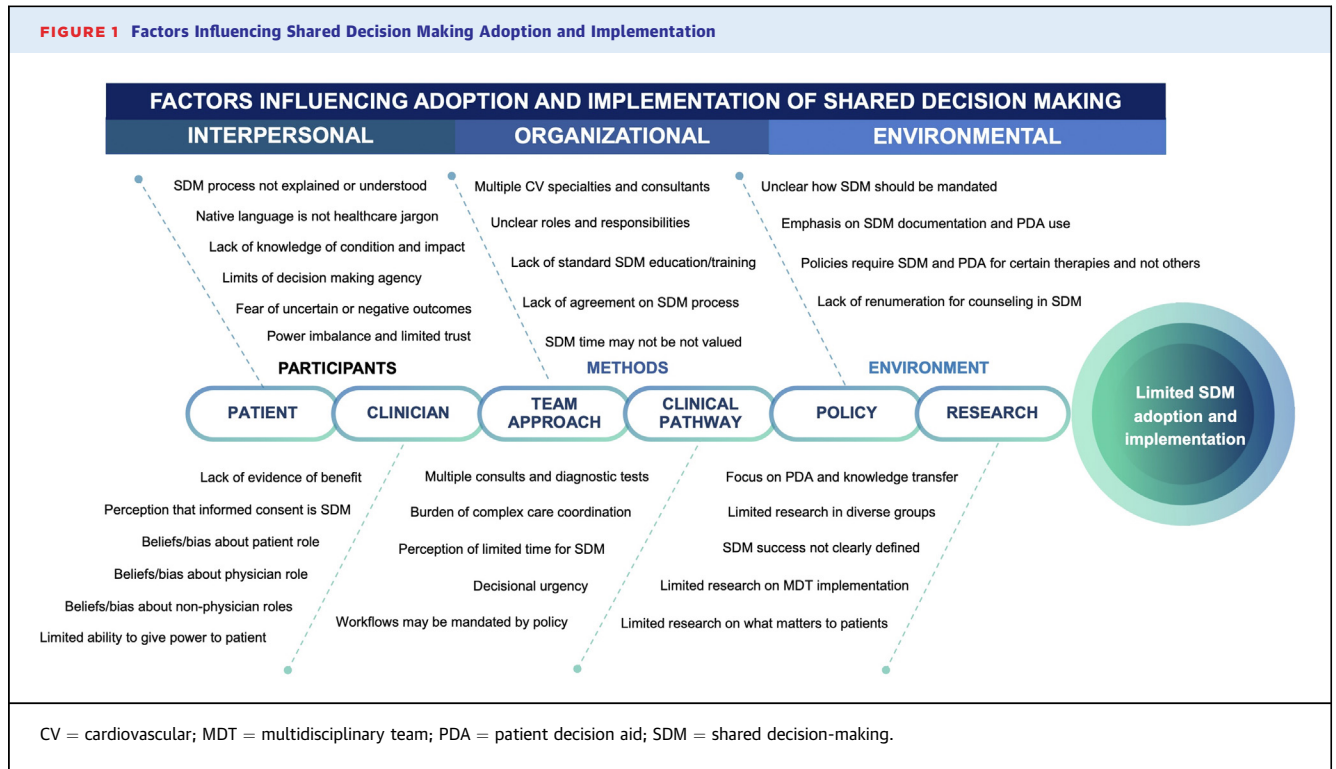 FIGURE 1 Factors Influencing Shared Decision Making Adoption and Implementation
FACTORS INFLUENCING ADOPTION AND IMPLEMENTATION OF SHARED DECISION MAKING
INTERPERSONAL
ORGANIZATIONAL
ENVIRONMENTAL
SDM process not explained or understood
Native language is not healthcare jargon
Lack of knowledge of condition and impact
Limits of decision making agency
Fear of uncertain or negative outcomes
Power imbalance and limited trust
Multiple CV specialties and consultants
Unclear roles and responsibilities
Lack of standard SDM education/training
Lack of agreement on SDM process
SDM time may not be not valued
Unclear how SDM should be mandated
Emphasis on SDM documentation and PDA use
Policies require SDM and PDA for certain therapies and not others
Lack of renumeration for counseling in SDM
PARTICIPANTS
METHODS
ENVIRONMENT
PATIENT
CLINICIAN
TEAM
APPROACH
CLINICAL
PATHWAY
POLICY
RESEARCH
Limited SDM
adoption and
implementation
Lack of evidence of benefit
Perception that informed consent is SDM
Beliefs/bias about patient role
Beliefs/bias about physician role
Beliefs/bias about non-physician roles
Limited ability to give power to patient
Multiple consults and diagnostic tests
Burden of complex care coordination
Perception of limited time for SDM
Decisional urgency
Workflows may be mandated by policy
Focus on PDA and knowledge transfer
Limited research in diverse groups
SDM success not clearly defined
Limited research on MDT implementation
Limited research on what matters to patients
CV = cardiovascular; MDT = multidisciplinary team; PDA = patient decision aid; SDM = shared decision-making.